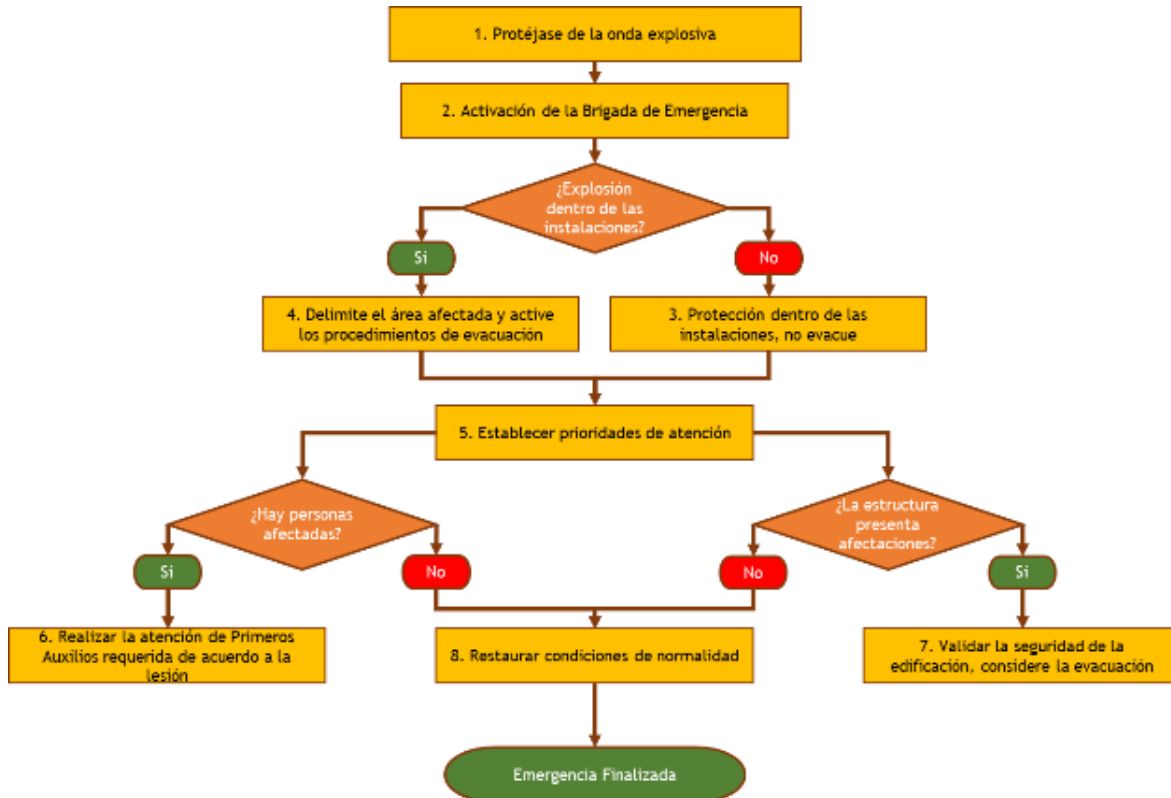 1. Protéjase de la onda explosiva
2. Activación de la Brigada de Emergencia
¿Explosión
dentro de las
instalaciones?
Si
No
4. Delimite el área afectada y active
los procedimientos de evacuación
3. Protección dentro de las
instalaciones, no evacue
5. Establecer prioridades de atención
¿Hay personas
afectadas?
¿La estructura
presenta
afectaciones?
Si
No
No
Si
6. Realizar la atención de Primeros
Auxilios requerida de acuerdo a la
lesión
8. Restaurar condiciones de normalidad
7. Validar la seguridad de la
edificación, considere la evacuación
Emergencia Finalizada